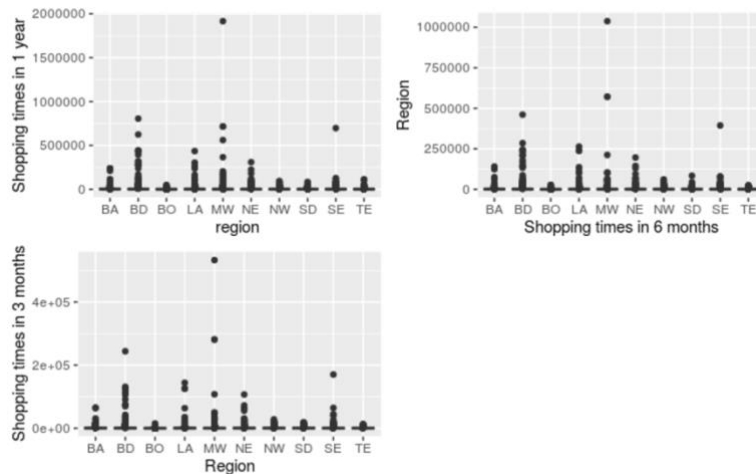 Shopping times in 1 year
2000000
1500000
1000000
500000
0
BA BD BO LA MW NE NW SD SE TE
region
Region
1000000
750000
500000
250000
0
BA BD BO LA MW NE NW SD SE TE
Shopping times in 6 months
Shopping times in 3 months
4e+05
2e+05
0e+00
BA BD BO LA MW NE NW SD SE TE
Region